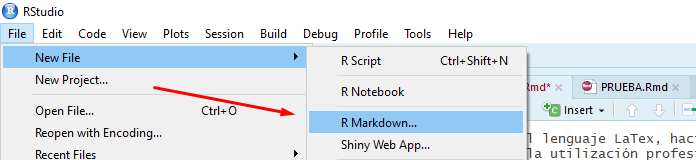 RStudio
File Edit Code View Plots Session Build Debug Profile Tools Help
New File
New Project...
Open File... Ctrl+O
Reopen with Encoding...
Recent Files
R Script Ctrl+Shift+N
R Notebook
R Markdown...
Shiny Web App...
Rmd* PRUEBA.Rmd
Insert
l lenguaje LaTex, haci
la utilización profes